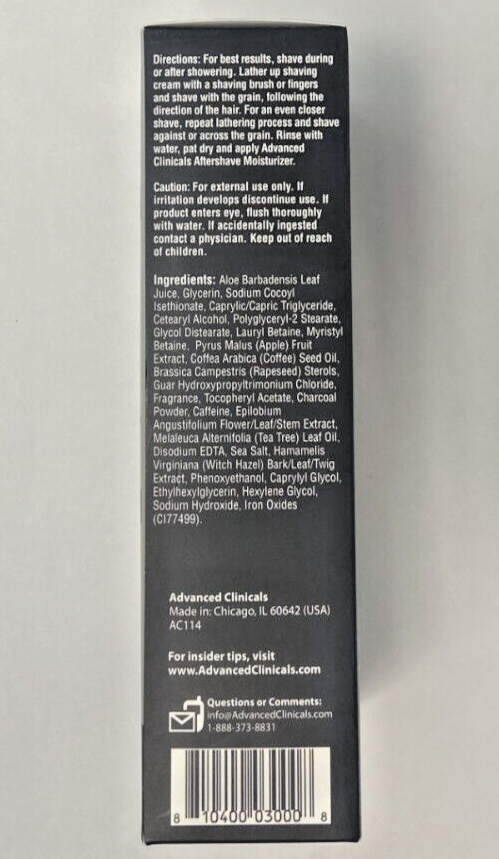 Directions: For best results, shave during
or after showering. Lather up shaving
cream with a shaving brush or fingers
and shave with the grain, following the
direction of the hair. For an even closer
shave, repeat lathering process and shave
against or across the grain. Rinse with
water, pat dry and apply Advanced
Clinicals Aftershave Moisturizer.
Caution: For external use only. If
irritation develops discontinue use. If
product enters eye, flush thoroughly
with water. If accidentally ingested
contact a physician. Keep out of reach
of children.
Ingredients: Aloe Barbadensis Leaf
Juice, Glycerin, Sodium Cocoyl
Isethionate, Caprylic/Capric Triglyceride,
Cetearyl Alcohol, Polyglyceryl-2 Stearate,
Glycol Distearate, Lauryl Betaine, Myristyl
Betaine, Pyrus Malus (Apple) Fruit
Extract, Coffea Arabica (Coffee) Seed Oil,
Brassica Campestris (Rapeseed) Sterols,
Guar Hydroxypropyltrimonium Chloride,
Fragrance, Tocopheryl Acetate, Charcoal
Powder, Caffeine, Epilobium
Angustifolium Flower/Leaf/Stem Extract,
Melaleuca Alternifolia (Tea Tree) Leaf Oil,
Disodium EDTA, Sea Salt, Hamamelis
Virginiana (Witch Hazel) Bark/Leaf/Twig
Extract, Phenoxyethanol, Caprylyl Glycol,
Ethylhexylglycerin, Hexylene Glycol,
Sodium Hydroxide, Iron Oxides
(CI77499).
Advanced Clinicals
Made in: Chicago, IL 60642 (USA)
AC114
For insider tips, visit
www.AdvancedClinicals.com
Questions or Comments:
info@AdvancedClinicals.com
1-888-373-8831
8 10400 03000 8